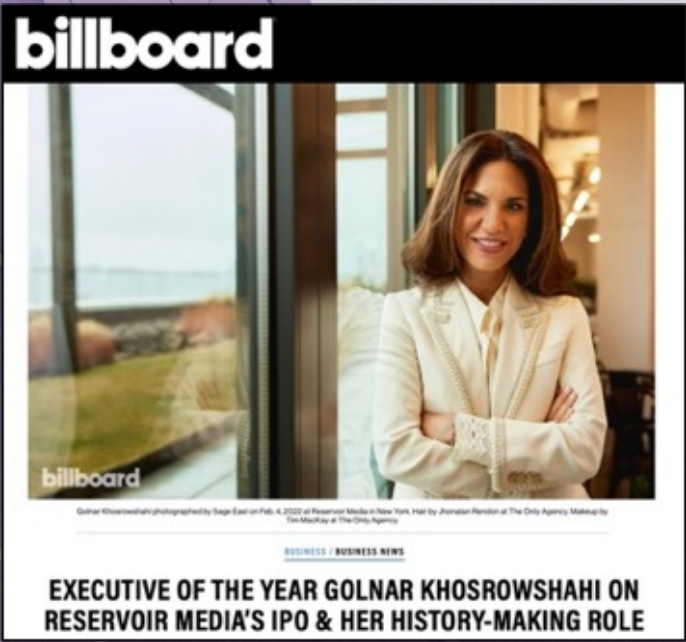 billboard
billboard
Golnar Khosrowshahi photographed by Sage East on Feb. 4, 2022 at Reservoir Media in New York. Hair by Jhonatan Rendon at The Only Agency. Makeup by
Tim MacKay at The Only Agency.
BUSINESS / BUSINESS NEWS
EXECUTIVE OF THE YEAR GOLNAR KHOSROWSHAHI ON
RESERVOIR MEDIA'S IPO & HER HISTORY-MAKING ROLE